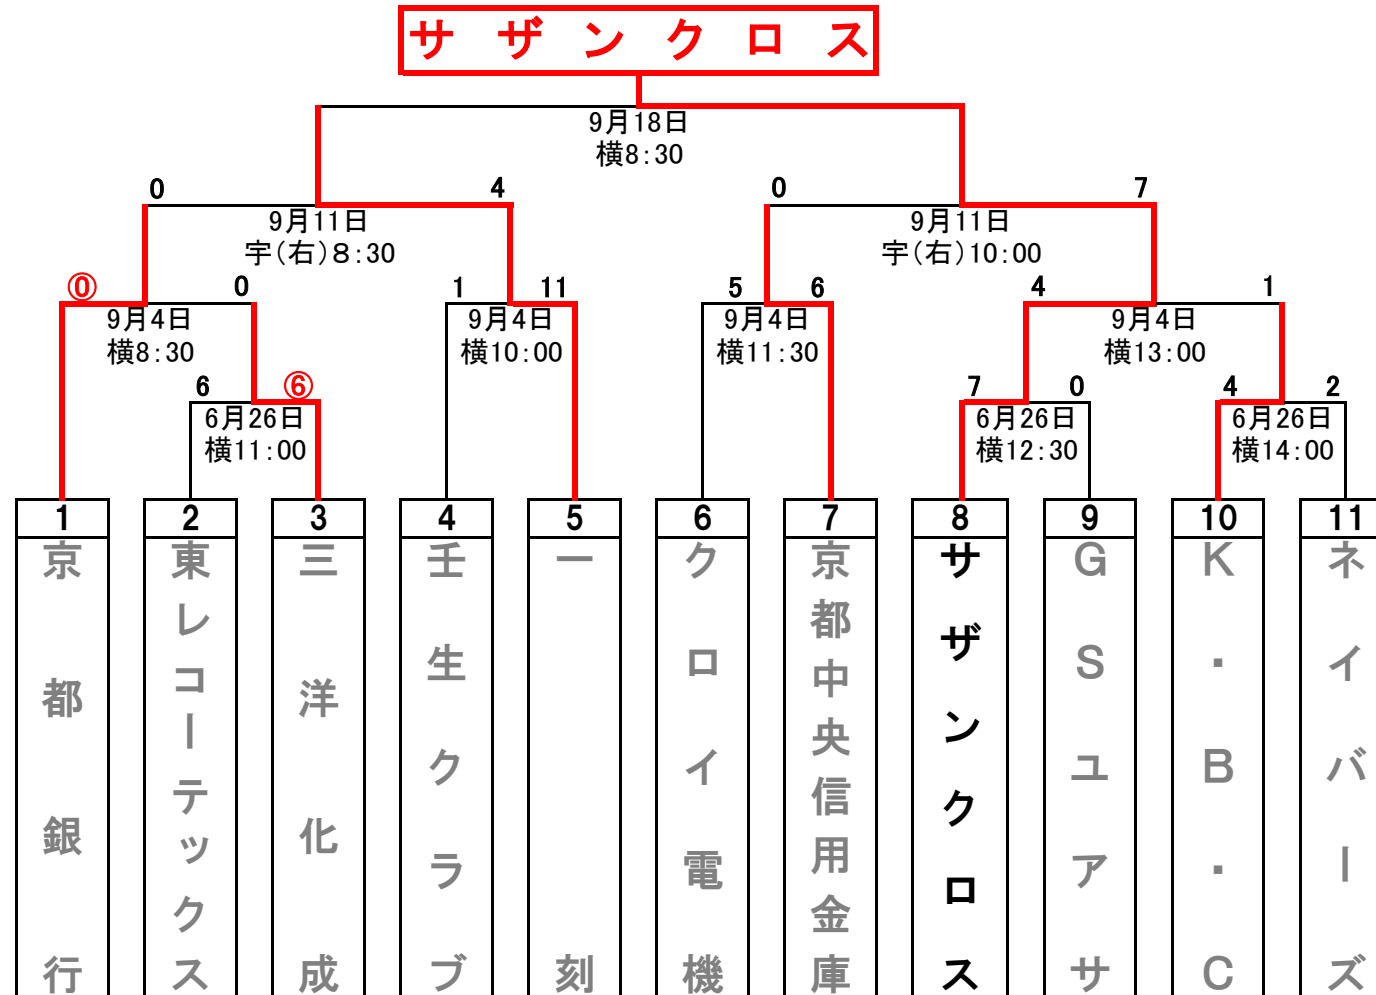 サザンクロス
9月18日
横8:30
0 4 0 7
9月11日 9月11日
宇(右)8:30 宇(右)10:00
⓪ 0 1 11 5 6 4 1
9月4日 9月4日 9月4日 9月4日
横8:30 横10:00 横11:30 横13:00
6 ⑥ 7 0 4 2
6月26日 6月26日 6月26日
横11:00 横12:30 横14:00
1 2 3 4 5 6 7 8 9 10 11
京都銀行
東レコーテックス
三洋化成
壬生クラブ
一刻
クロイ電機
京都中央信用金庫
サザンクロス
GSユアサ
K・B・C
ネイバーズ